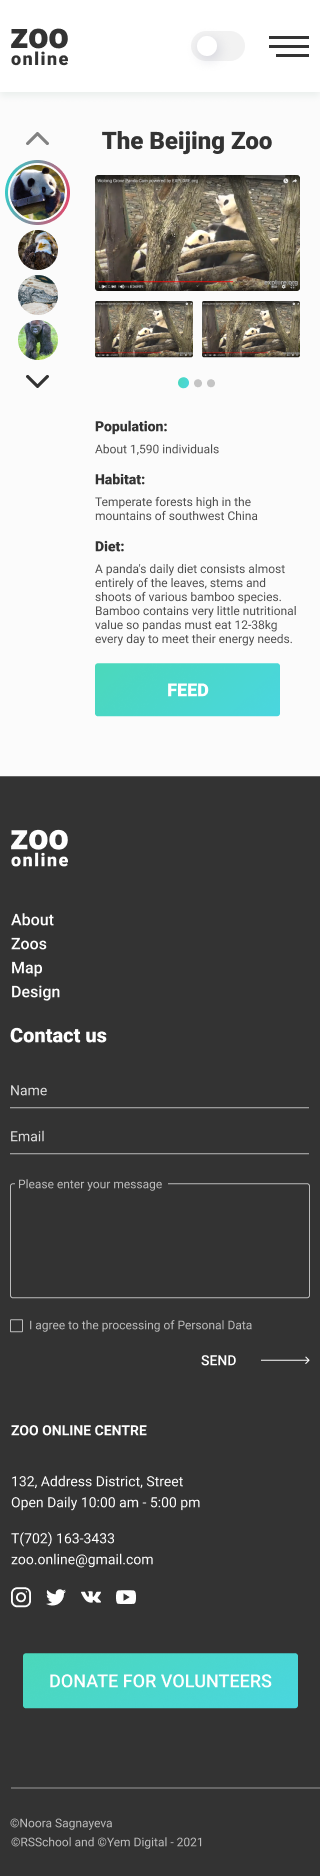 ZOO
online
The Beijing Zoo
Population:
About 1,590 individuals
Habitat:
Temperate forests high in the
mountains of southwest China
Diet:
A panda's daily diet consists almost
entirely of the leaves, stems and
shoots of various bamboo species.
Bamboo contains very little nutritional
value so pandas must eat 12-38kg
every day to meet their energy needs.
FEED
ZOO
online
About
Zoos
Map
Design
Contact us
Name
Email
Please enter your message
I agree to the processing of Personal Data
SEND
ZOO ONLINE CENTRE
132, Address District, Street
Open Daily 10:00 am - 5:00 pm
T(702) 163-3433
zoo.online@gmail.com
DONATE FOR VOLUNTEERS
©Noora Sagnayeva
©RSSchool and ©Yem Digital - 2021